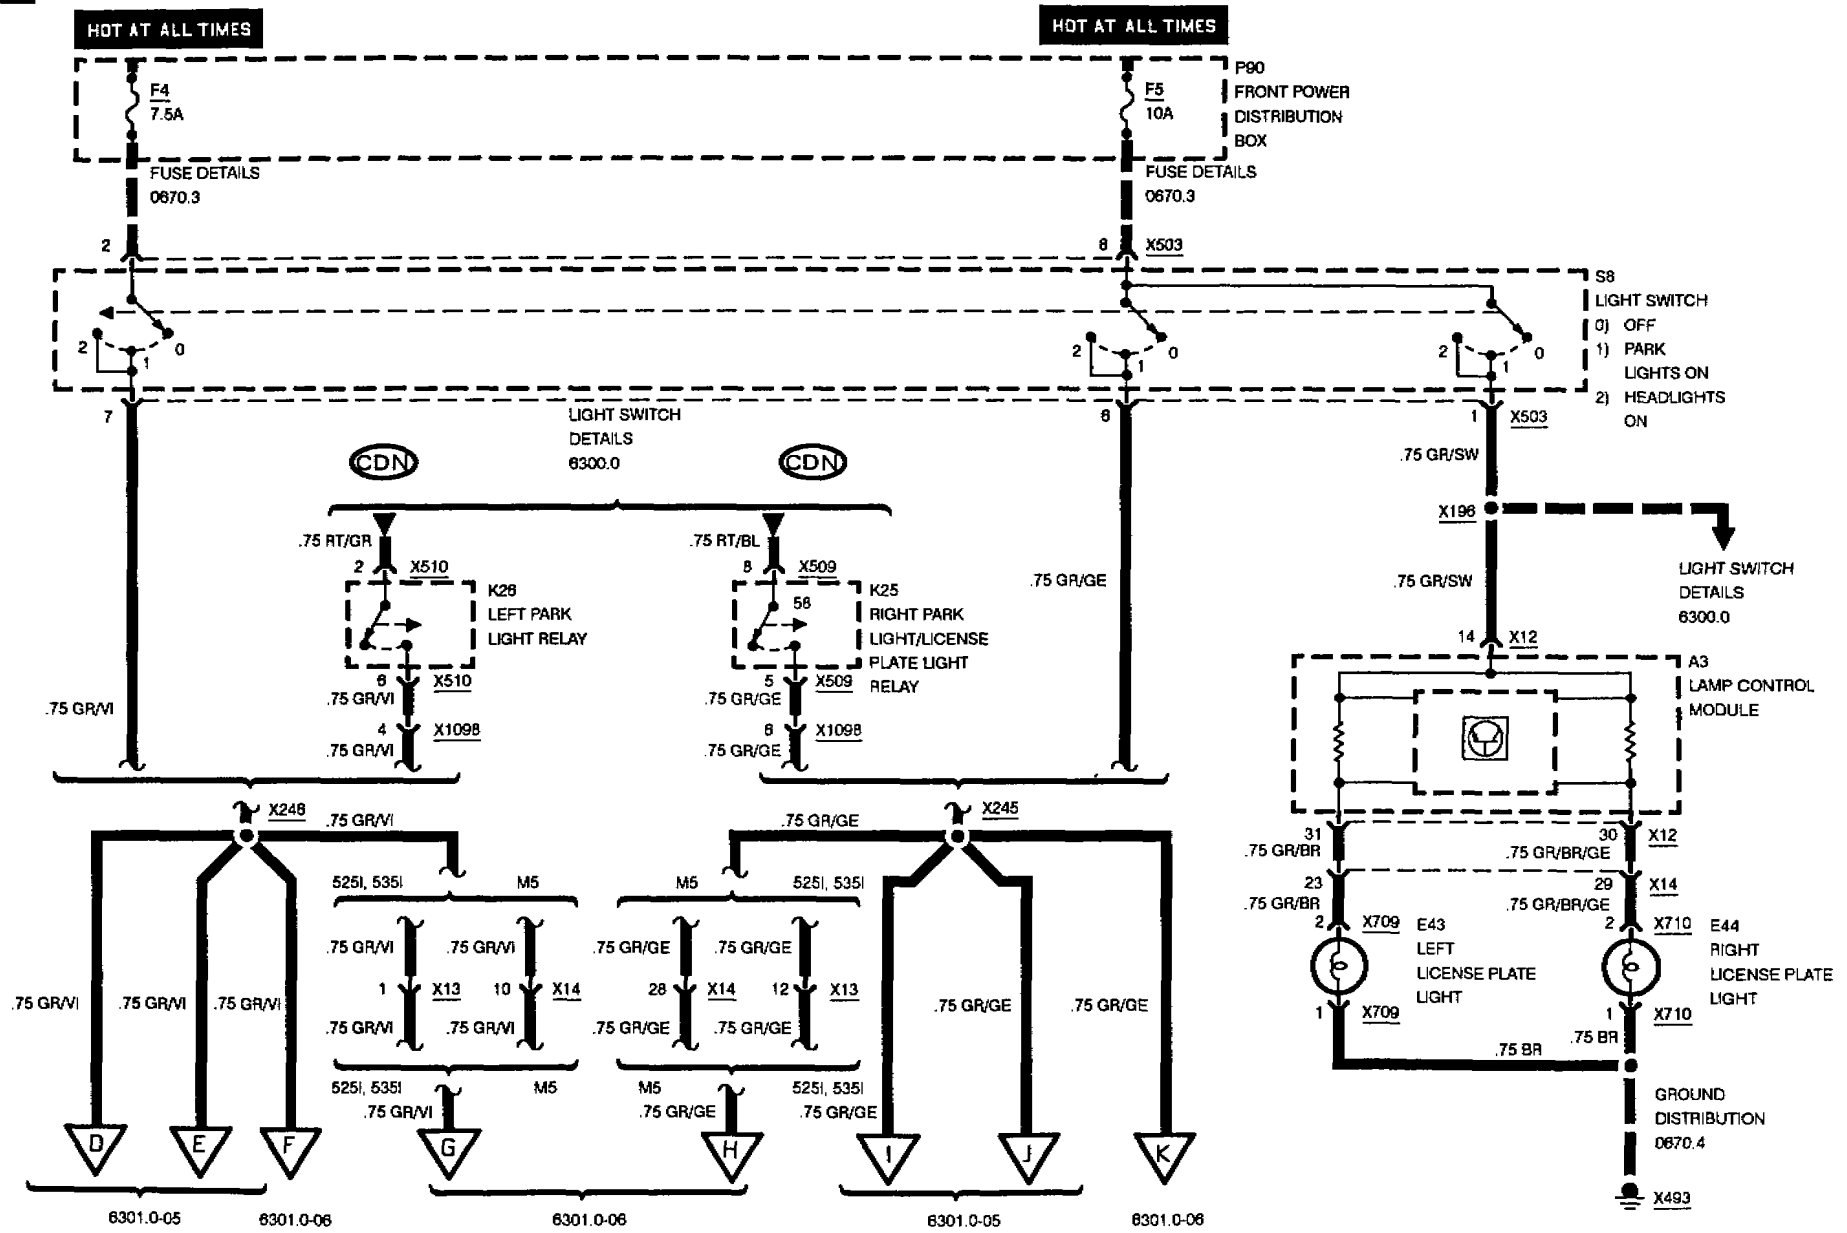 HOT AT ALL TIMES
HOT AT ALL TIMES
F4
7.5A
F5
10A
P90
FRONT POWER
DISTRIBUTION
BOX
FUSE DETAILS
0670.3
FUSE DETAILS
0670.3
2
8
X503
S8
LIGHT SWITCH
0) OFF
1) PARK
LIGHTS ON
2) HEADLIGHTS
ON
2
1
0
2
1
0
2
1
0
7
6
1
X503
LIGHT SWITCH
DETAILS
6300.0
CDN
CDN
.75 GR/SW
X196
.75 RT/GR
.75 RT/BL
2
X510
8
X509
K26
LEFT PARK
LIGHT RELAY
58
K25
RIGHT PARK
LIGHT/LICENSE
PLATE LIGHT
RELAY
.75 GR/GE
.75 GR/SW
LIGHT SWITCH
DETAILS
6300.0
14
X12
A3
LAMP CONTROL
MODULE
6
X510
5
X509
.75 GR/VI
.75 GR/VI
.75 GR/GE
4
X1098
6
X1098
.75 GR/VI
.75 GR/GE
X246
.75 GR/VI
.75 GR/GE
X245
31
30
X12
.75 GR/BR
.75 GR/BR/GE
525I, 535I
M5
M5
525I, 535I
23
29
X14
.75 GR/BR
.75 GR/BR/GE
2
X709
E43
LEFT
LICENSE PLATE
LIGHT
2
X710
E44
RIGHT
LICENSE PLATE
LIGHT
.75 GR/VI
.75 GR/VI
.75 GR/GE
.75 GR/GE
1
X13
10
X14
28
X14
12
X13
.75 GR/VI
.75 GR/VI
.75 GR/VI
.75 GR/VI
.75 GR/VI
.75 GR/GE
.75 GR/GE
.75 GR/GE
.75 GR/GE
1
X709
1
X710
.75 BR
.75 BR
525I, 535I
M5
M5
525I, 535I
.75 GR/VI
.75 GR/GE
.75 GR/GE
GROUND
DISTRIBUTION
0670.4
D
E
F
G
H
I
J
K
X493
6301.0-05
6301.0-06
6301.0-06
6301.0-05
6301.0-06